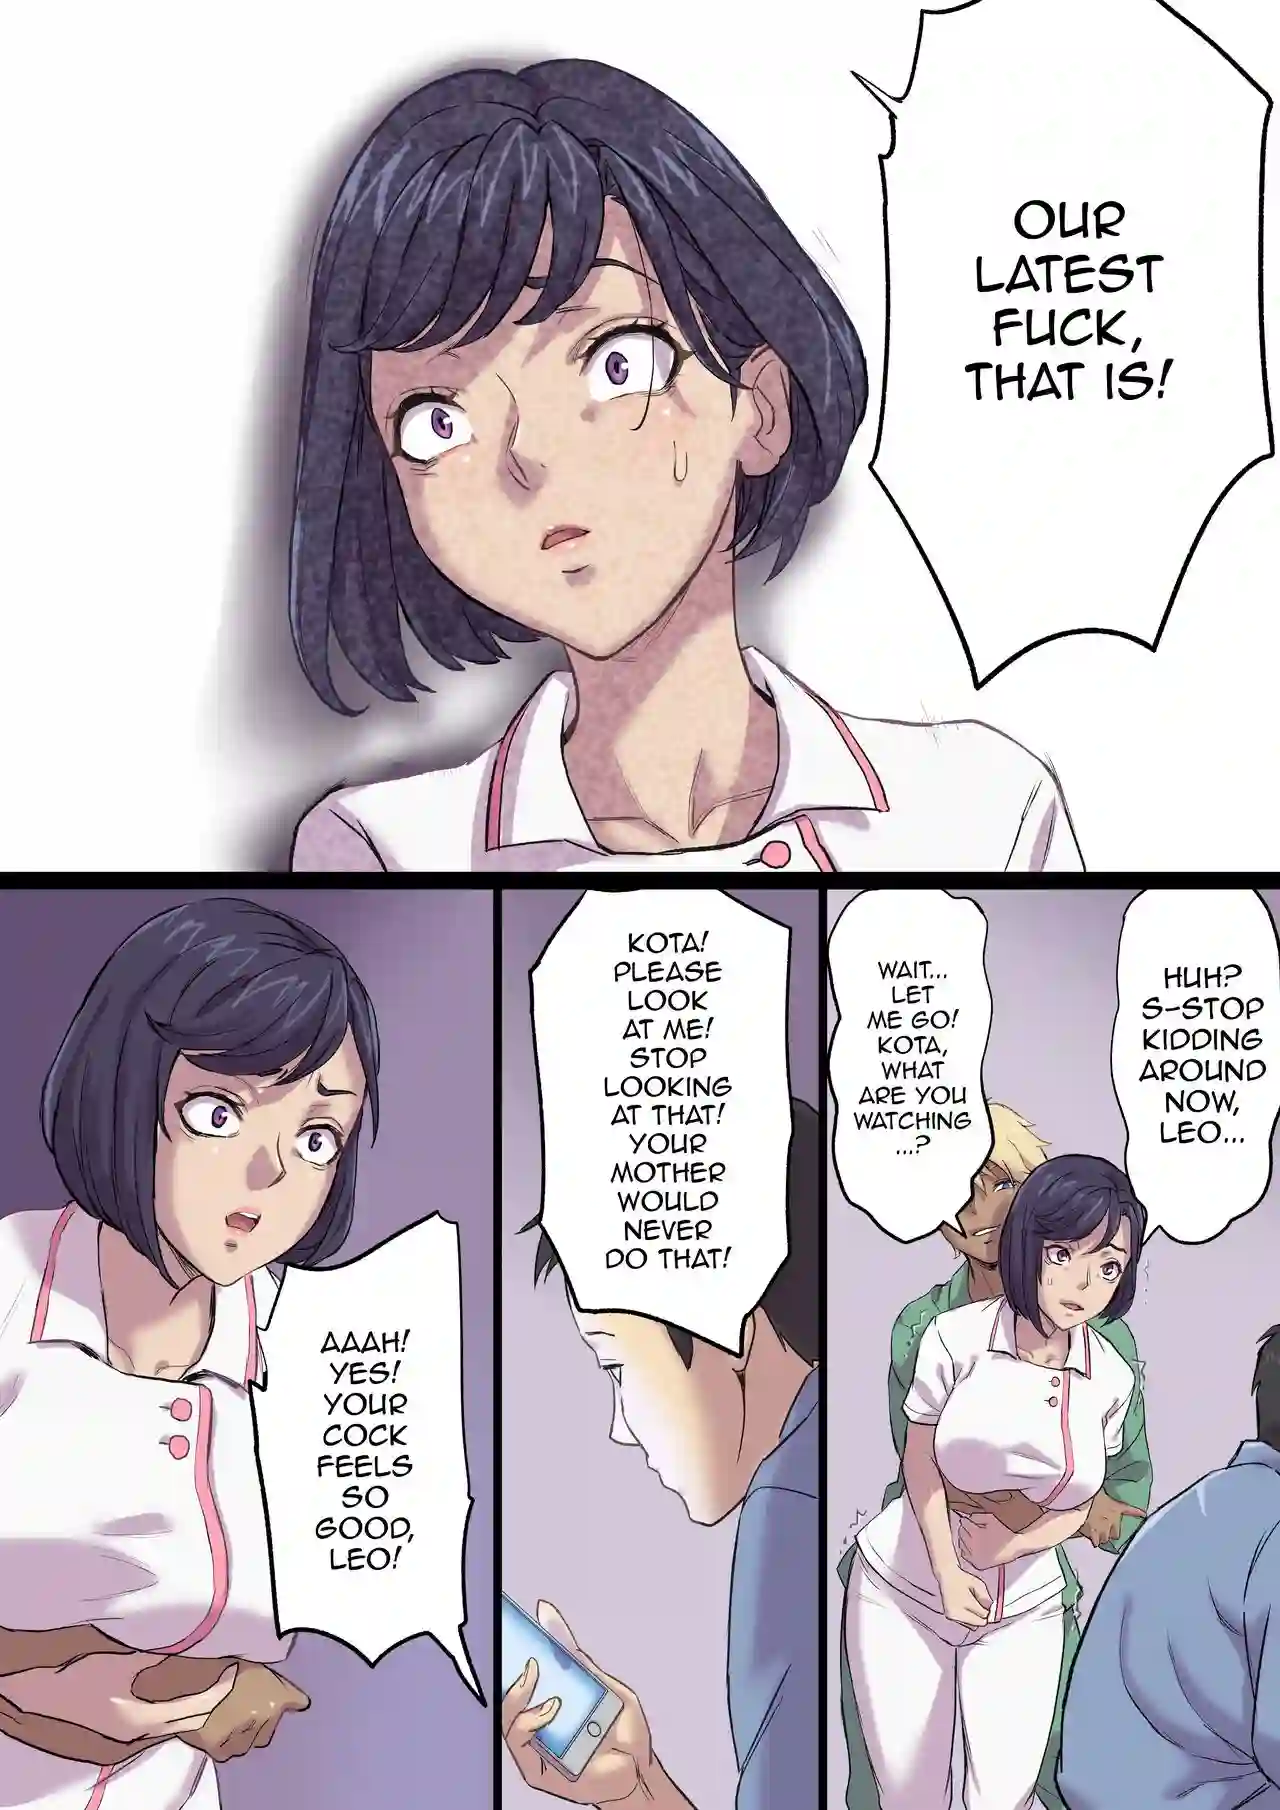 OUR
LATEST
FUCK,
THAT IS!
HUH?
S-STOP
KIDDING
AROUND
NOW,
LEO...
WAIT...
LET
ME GO!
KOTA,
WHAT
ARE YOU
WATCHING
...?
KOTA!
PLEASE
LOOK
AT ME!
STOP
LOOKING
AT THAT!
YOUR
MOTHER
WOULD
NEVER
DO THAT!
AAAH!
YES!
YOUR
COCK
FEELS
SO
GOOD,
LEO!